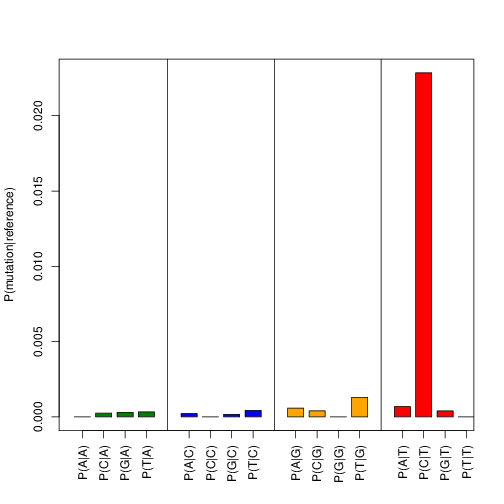 P(mutation|reference)
0.020
0.015
0.010
0.005
0.000
P(A|A)
P(C|A)
P(G|A)
P(T|A)
P(A|C)
P(C|C)
P(G|C)
P(T|C)
P(A|G)
P(C|G)
P(G|G)
P(T|G)
P(A|T)
P(C|T)
P(G|T)
P(T|T)